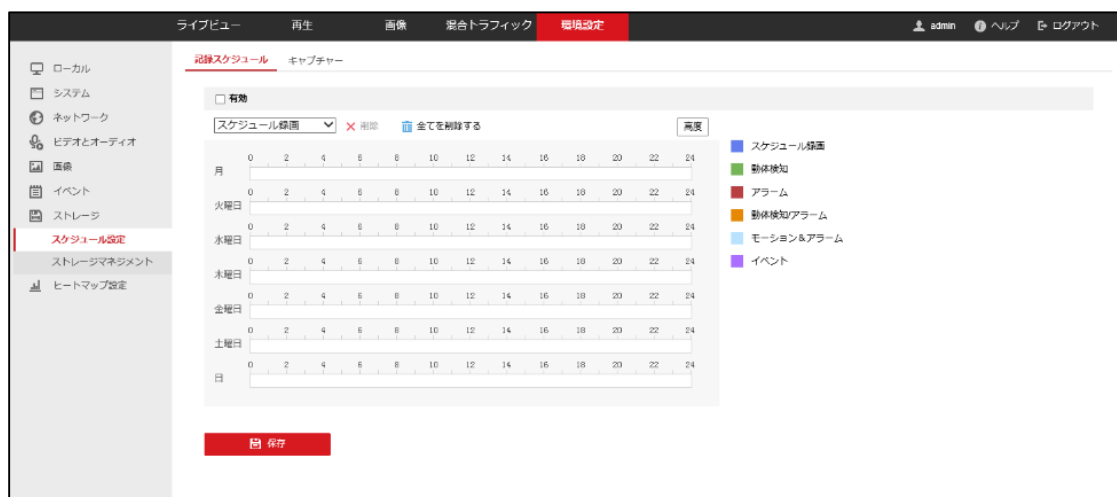 ライブビュー 再生 画像 混合トラフィック 環境設定 admin ヘルプ ログアウト
ローカル
システム
ネットワーク
ビデオとオーディオ
画像
イベント
ストレージ
スケジュール設定
ストレージマネジメント
ヒートマップ設定
記録スケジュール キャプチャー
有効
スケジュール録画 削除 全てを削除する 高度
0 2 4 6 8 10 12 14 16 18 20 22 24
月
0 2 4 6 8 10 12 14 16 18 20 22 24
火曜日
0 2 4 6 8 10 12 14 16 18 20 22 24
水曜日
0 2 4 6 8 10 12 14 16 18 20 22 24
木曜日
0 2 4 6 8 10 12 14 16 18 20 22 24
金曜日
0 2 4 6 8 10 12 14 16 18 20 22 24
土曜日
0 2 4 6 8 10 12 14 16 18 20 22 24
日
スケジュール録画
動体検知
アラーム
動体検知/アラーム
モーション&アラーム
イベント
保存